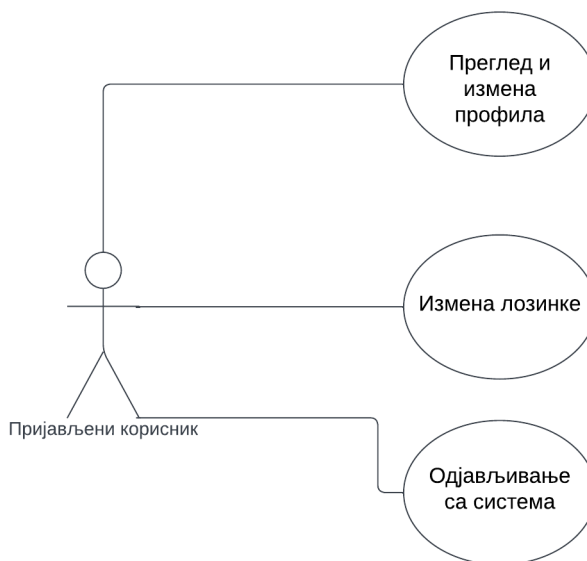 Преглед и
измена
профила
Измена лозинке
Пријављени корисник
Одјављивање
са система